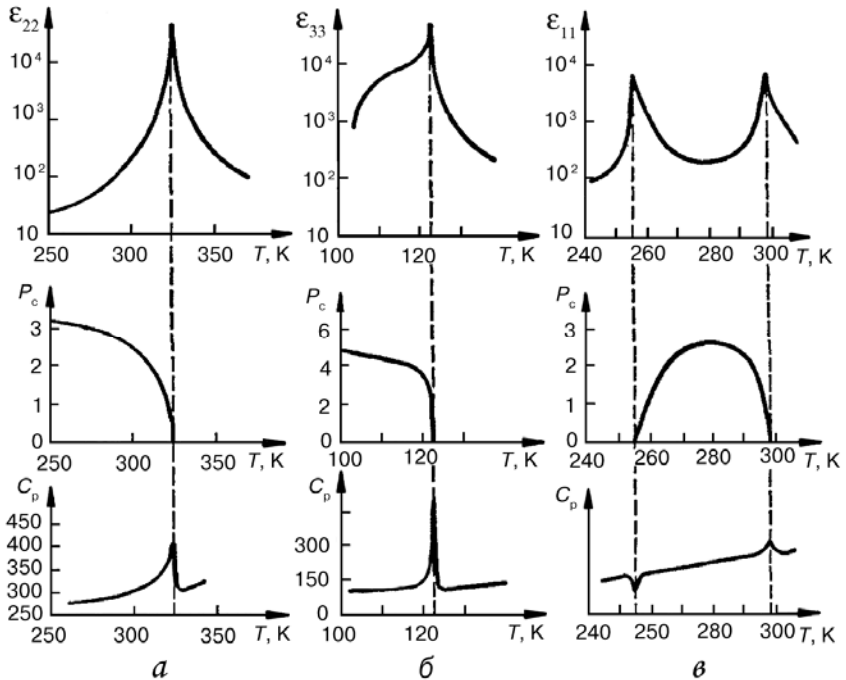 ε22 ε33 ε11
10^4 10^4 10^4
10^3 10^3 10^3
10^2 10^2 10^2
10 10 10
250 300 350 T, K 100 120 T, K 240 260 280 300 T, K
Pc Pc Pc
3 6 3
2 4 2
1 2 1
0 0 0
250 300 350 T, K 100 120 T, K 240 260 280 300 T, K
Cp Cp Cp
450
400 300
350
300 150
250 0
250 300 350 T, K 100 120 T, K 240 250 280 300 T, K
а б в